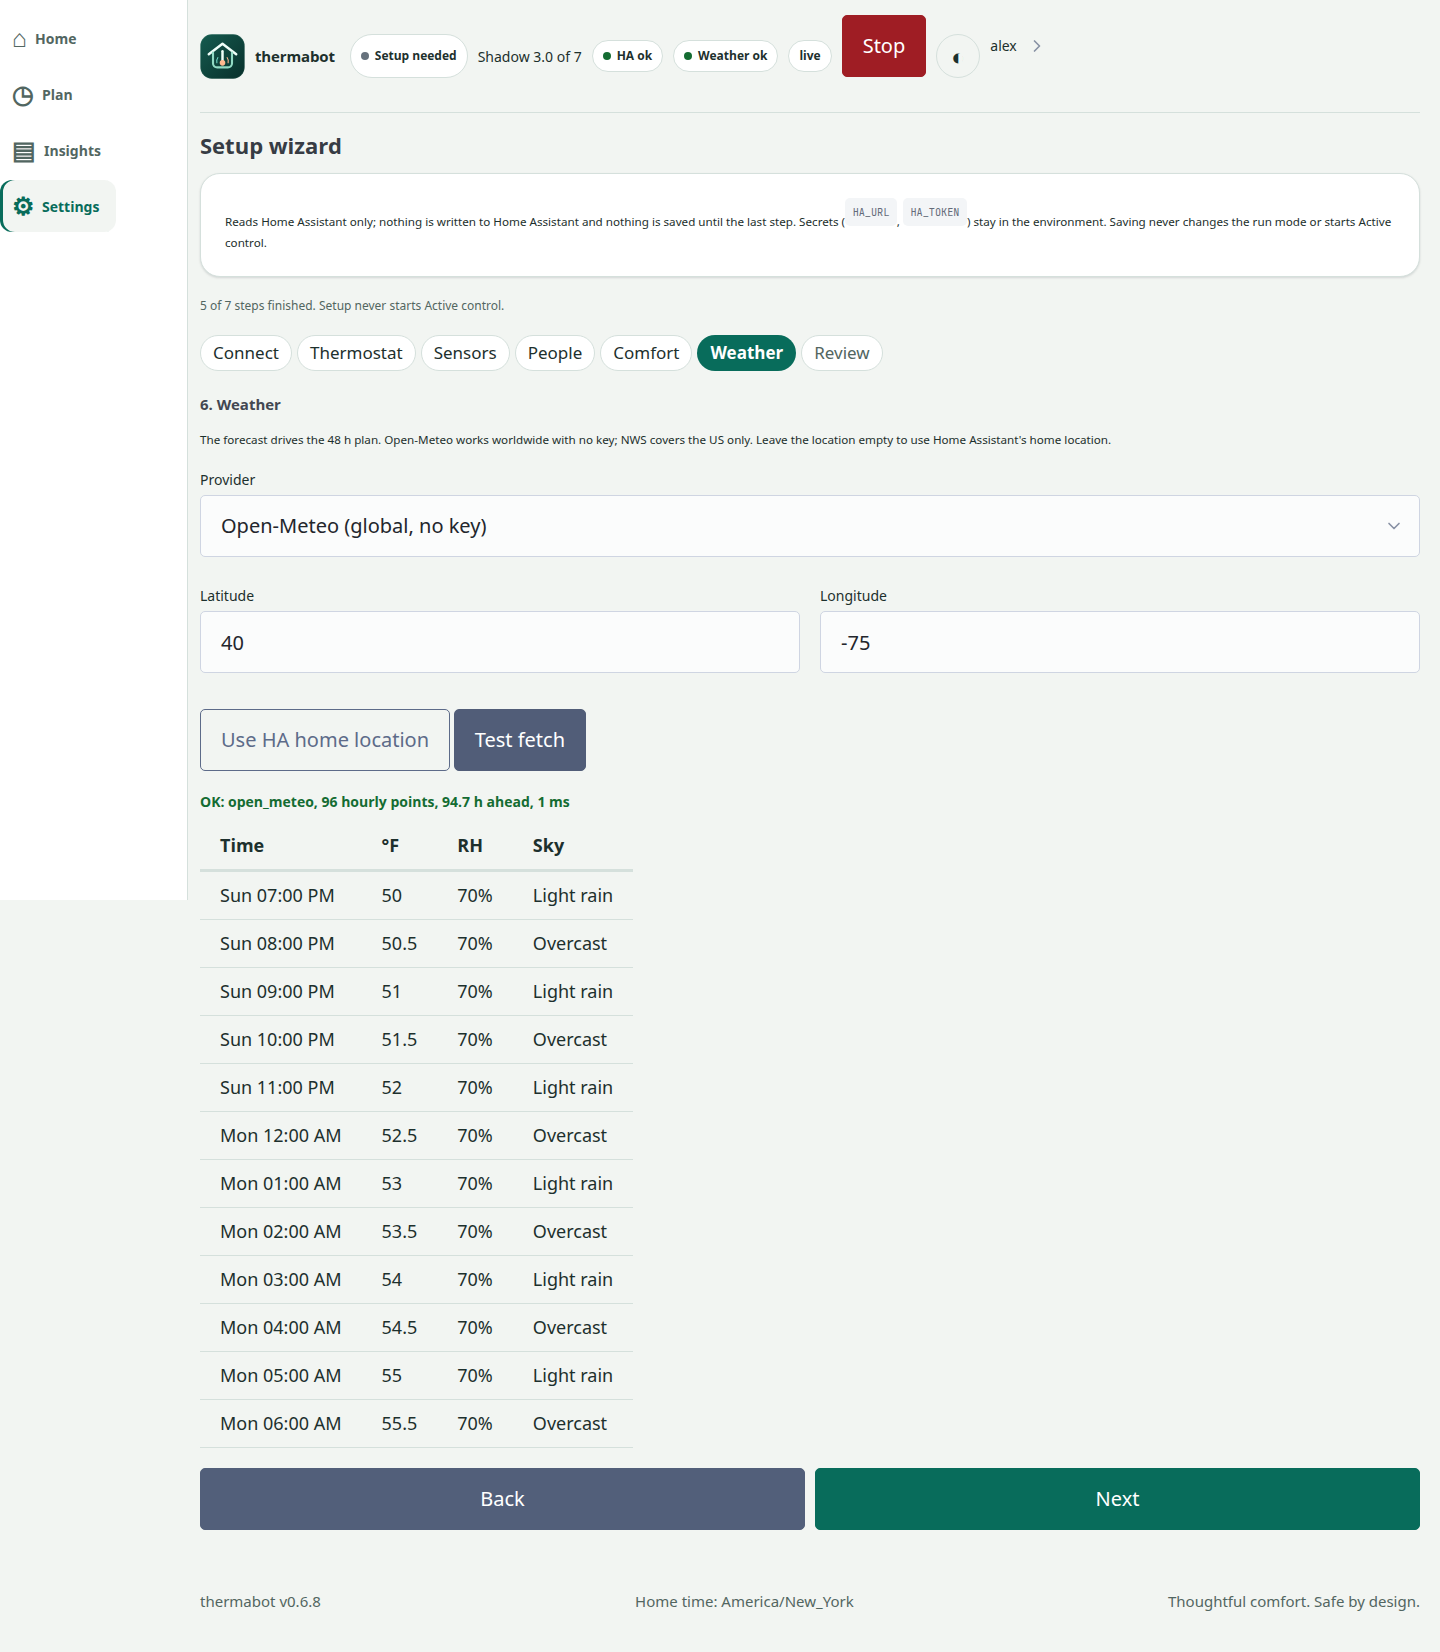 Home
Plan
Insights
Settings
thermabot
Setup needed
Shadow 3.0 of 7
HA ok
Weather ok
live
Stop
alex
Setup wizard
Reads Home Assistant only; nothing is written to Home Assistant and nothing is saved until the last step. Secrets (HA_URL, HA_TOKEN) stay in the environment. Saving never changes the run mode or starts Active
control.
5 of 7 steps finished. Setup never starts Active control.
Connect Thermostat Sensors People Comfort Weather Review
6. Weather
The forecast drives the 48 h plan. Open-Meteo works worldwide with no key; NWS covers the US only. Leave the location empty to use Home Assistant's home location.
Provider
Open-Meteo (global, no key)
Latitude Longitude
40 -75
Use HA home location Test fetch
OK: open_meteo, 96 hourly points, 94.7 h ahead, 1 ms
Time °F RH Sky
Sun 07:00 PM 50 70% Light rain
Sun 08:00 PM 50.5 70% Overcast
Sun 09:00 PM 51 70% Light rain
Sun 10:00 PM 51.5 70% Overcast
Sun 11:00 PM 52 70% Light rain
Mon 12:00 AM 52.5 70% Overcast
Mon 01:00 AM 53 70% Light rain
Mon 02:00 AM 53.5 70% Overcast
Mon 03:00 AM 54 70% Light rain
Mon 04:00 AM 54.5 70% Overcast
Mon 05:00 AM 55 70% Light rain
Mon 06:00 AM 55.5 70% Overcast
Back Next
thermabot v0.6.8 Home time: America/New_York Thoughtful comfort. Safe by design.